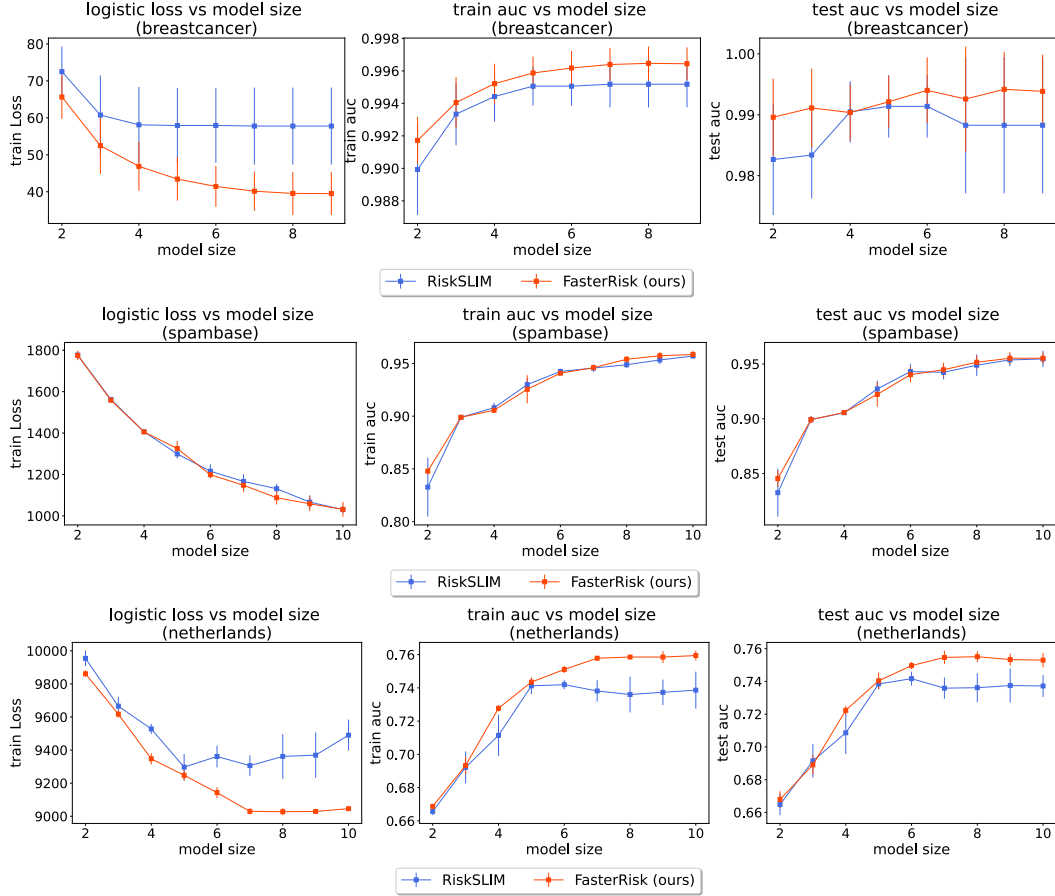 logistic loss vs model size
(breastcancer)
train Loss
80
70
60
50
40
2
4
6
8
model size
train auc vs model size
(breastcancer)
train auc
0.998
0.996
0.994
0.992
0.990
0.988
2
4
6
8
model size
test auc vs model size
(breastcancer)
test auc
1.00
0.99
0.98
2
4
6
8
model size
RiskSLIM
FasterRisk (ours)
logistic loss vs model size
(spambase)
train Loss
1800
1600
1400
1200
1000
2
4
6
8
10
model size
train auc vs model size
(spambase)
train auc
0.95
0.90
0.85
0.80
2
4
6
8
10
model size
test auc vs model size
(spambase)
test auc
0.95
0.90
0.85
2
4
6
8
10
model size
RiskSLIM
FasterRisk (ours)
logistic loss vs model size
(netherlands)
train Loss
10000
9800
9600
9400
9200
9000
2
4
6
8
10
model size
train auc vs model size
(netherlands)
train auc
0.76
0.74
0.72
0.70
0.68
0.66
2
4
6
8
10
model size
test auc vs model size
(netherlands)
test auc
0.76
0.74
0.72
0.70
0.68
0.66
2
4
6
8
10
model size
RiskSLIM
FasterRisk (ours)